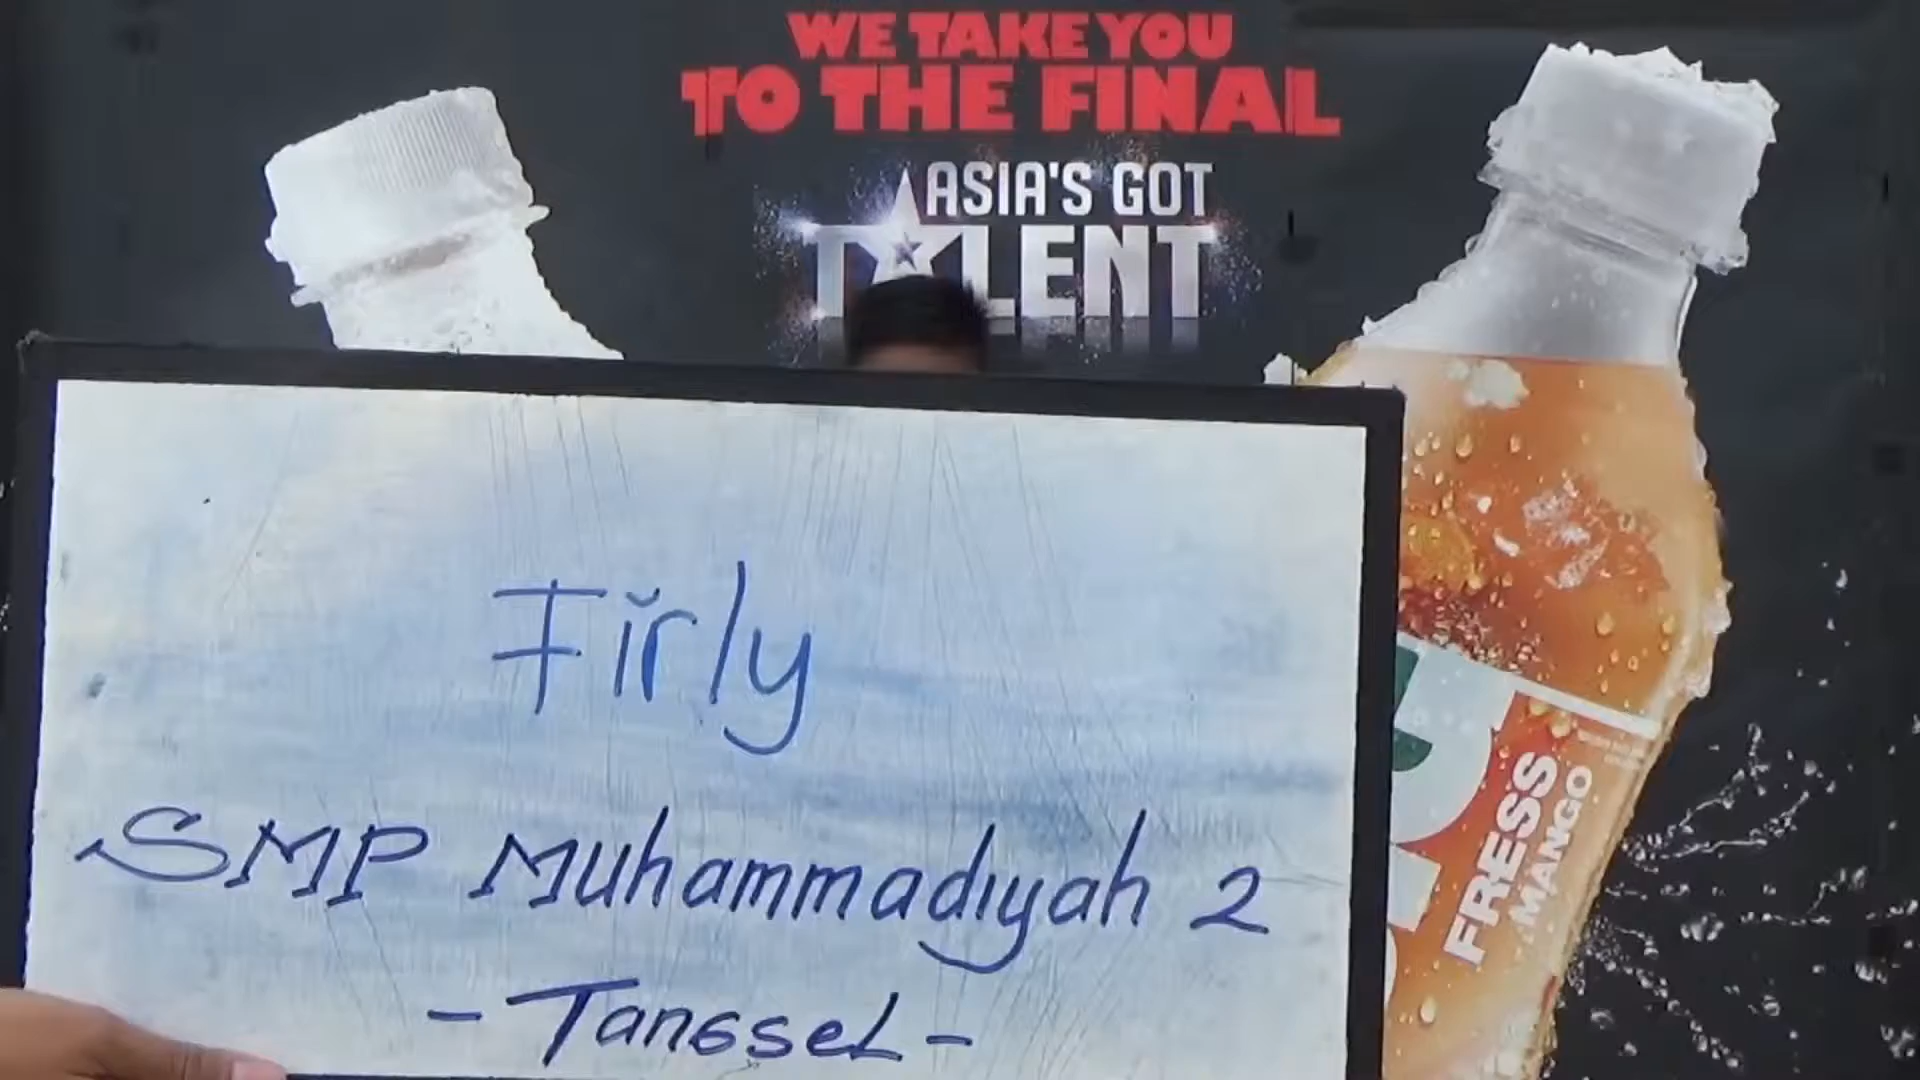 WE TAKE YOU
TO THE FINAL
ASIA'S GOT
TALENT
Firly
SMP Muhammadiyah 2
- Tangsel -
FRESS
MANGO